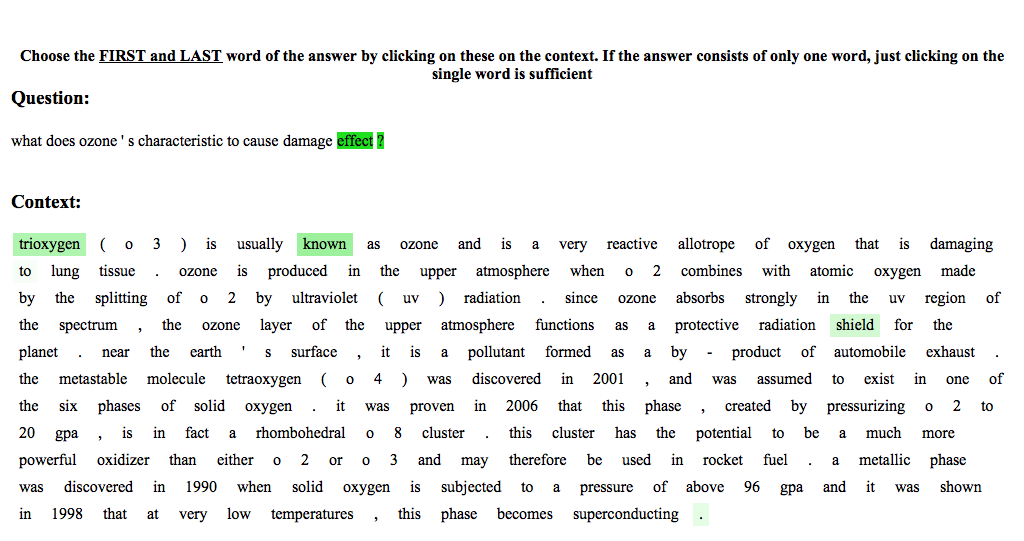 Choose the FIRST and LAST word of the answer by clicking on these on the context. If the answer consists of only one word, just clicking on the
single word is sufficient
Question:
what does ozone ' s characteristic to cause damage effect ?
Context:
trioxygen ( o 3 ) is usually known as ozone and is a very reactive allotrope of oxygen that is damaging
to lung tissue . ozone is produced in the upper atmosphere when o 2 combines with atomic oxygen made
by the splitting of o 2 by ultraviolet ( uv ) radiation . since ozone absorbs strongly in the uv region of
the spectrum , the ozone layer of the upper atmosphere functions as a protective radiation shield for the
planet . near the earth ' s surface , it is a pollutant formed as a by - product of automobile exhaust .
the metastable molecule tetraoxygen ( o 4 ) was discovered in 2001 , and was assumed to exist in one of
the six phases of solid oxygen . it was proven in 2006 that this phase , created by pressurizing o 2 to
20 gpa , is in fact a rhombohedral o 8 cluster . this cluster has the potential to be a much more
powerful oxidizer than either o 2 or o 3 and may therefore be used in rocket fuel . a metallic phase
was discovered in 1990 when solid oxygen is subjected to a pressure of above 96 gpa and it was shown
in 1998 that at very low temperatures , this phase becomes superconducting .